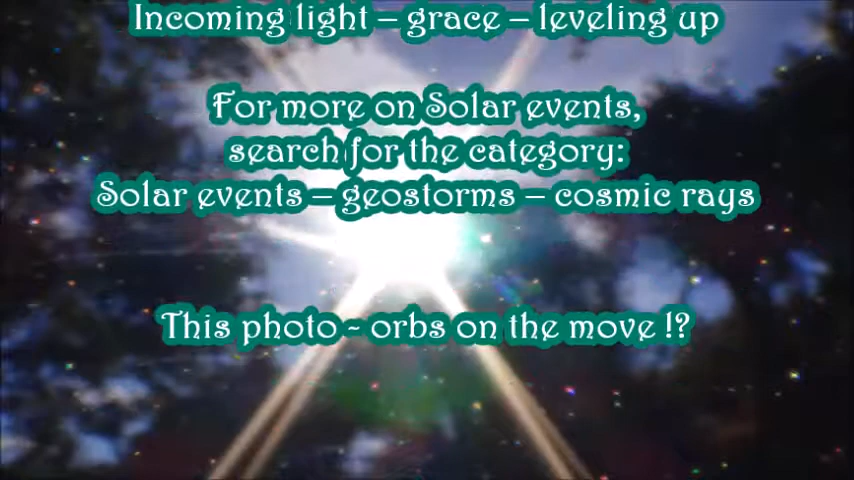 Incoming light – grace – leveling up
For more on Solar events,
search for the category:
Solar events – geostorms – cosmic rays
This photo ~ orbs on the move !?